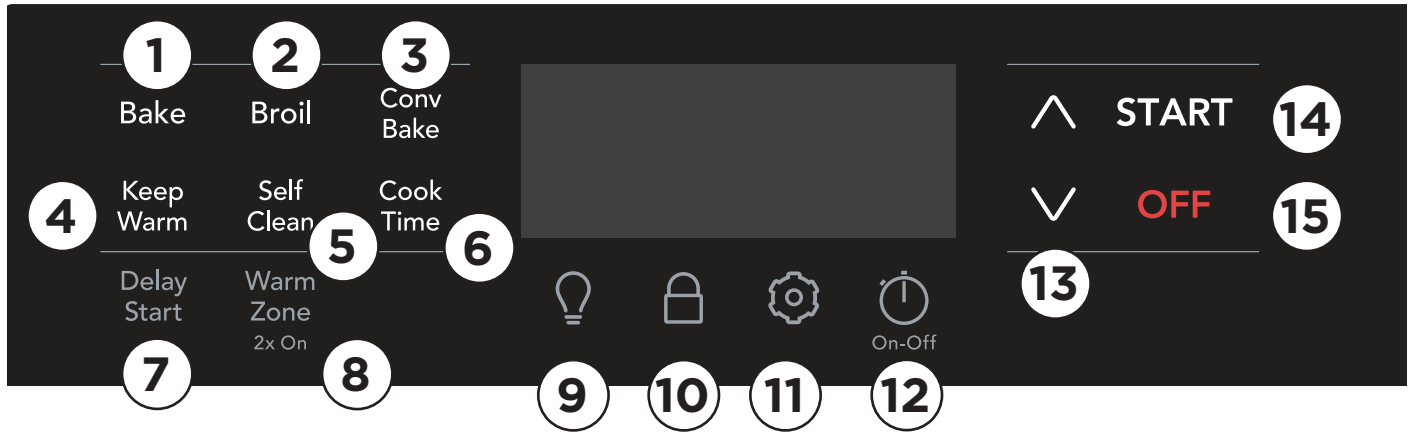 1 2 3
Bake Broil Conv
Bake
START 14
4 Keep
Warm
Self
Clean
5
Cook
Time
6
OFF 15
13
Delay
Start
7
Warm
Zone
2x On
8
On-Off
9 10 11 12